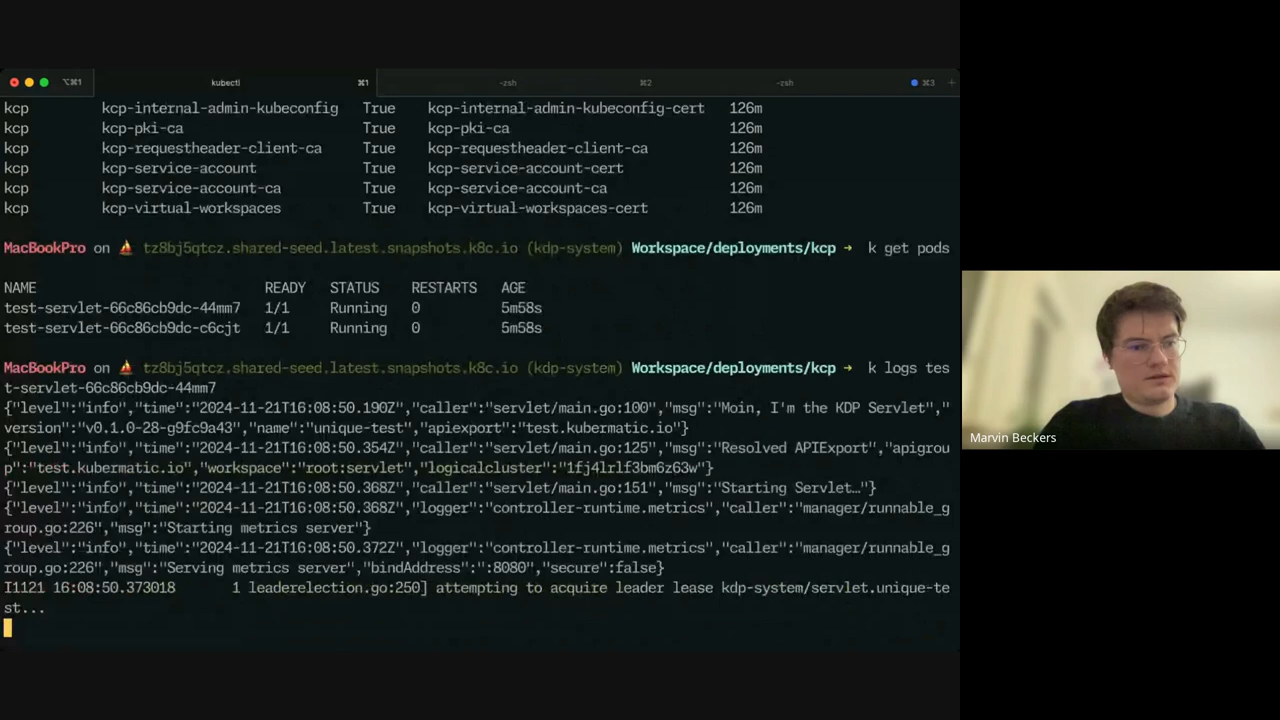 ⌥⌘1 kubectl ⌘1 -zsh ⌘2 -zsh ⌘3 +
kcp kcp-internal-admin-kubeconfig True kcp-internal-admin-kubeconfig-cert 126m
kcp kcp-pki-ca True kcp-pki-ca 126m
kcp kcp-requestheader-client-ca True kcp-requestheader-client-ca 126m
kcp kcp-service-account True kcp-service-account-cert 126m
kcp kcp-service-account-ca True kcp-service-account-ca 126m
kcp kcp-virtual-workspaces True kcp-virtual-workspaces-cert 126m
MacBookPro on ⛵ tz8bj5qtcz.shared-seed.latest.snapshots.k8c.io (kdp-system) Workspace/deployments/kcp → k get pods
NAME READY STATUS RESTARTS AGE
test-servlet-66c86cb9dc-44mm7 1/1 Running 0 5m58s
test-servlet-66c86cb9dc-c6cjt 1/1 Running 0 5m58s
MacBookPro on ⛵ tz8bj5qtcz.shared-seed.latest.snapshots.k8c.io (kdp-system) Workspace/deployments/kcp → k logs tes
t-servlet-66c86cb9dc-44mm7
{"level":"info","time":"2024-11-21T16:08:50.190Z","caller":"servlet/main.go:100","msg":"Moin, I'm the KDP Servlet","
version":"v0.1.0-28-g9fc9a43","name":"unique-test","apiexport":"test.kubermatic.io"}
{"level":"info","time":"2024-11-21T16:08:50.354Z","caller":"servlet/main.go:125","msg":"Resolved APIExport","apigrou
p":"test.kubermatic.io","workspace":"root:servlet","logicalcluster":"1fj4lrlf3bm6z63w"}
{"level":"info","time":"2024-11-21T16:08:50.368Z","caller":"servlet/main.go:151","msg":"Starting Servlet…"}
{"level":"info","time":"2024-11-21T16:08:50.368Z","logger":"controller-runtime.metrics","caller":"manager/runnable_g
roup.go:226","msg":"Starting metrics server"}
{"level":"info","time":"2024-11-21T16:08:50.372Z","logger":"controller-runtime.metrics","caller":"manager/runnable_g
roup.go:226","msg":"Serving metrics server","bindAddress":":8080","secure":false}
I1121 16:08:50.373018 1 leaderelection.go:250] attempting to acquire leader lease kdp-system/servlet.unique-te
st...
Marvin Beckers